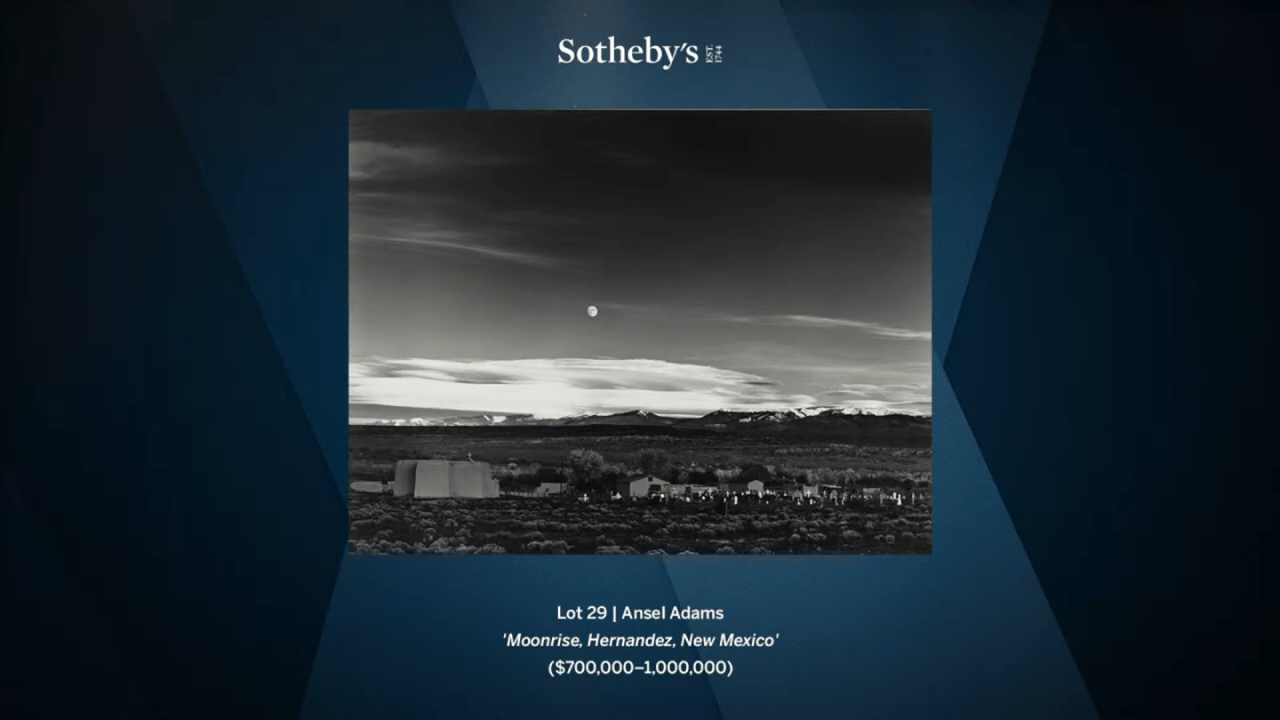 Sotheby's EST. 1744
Lot 29 | Ansel Adams
'Moonrise, Hernandez, New Mexico'
($700,000–1,000,000)